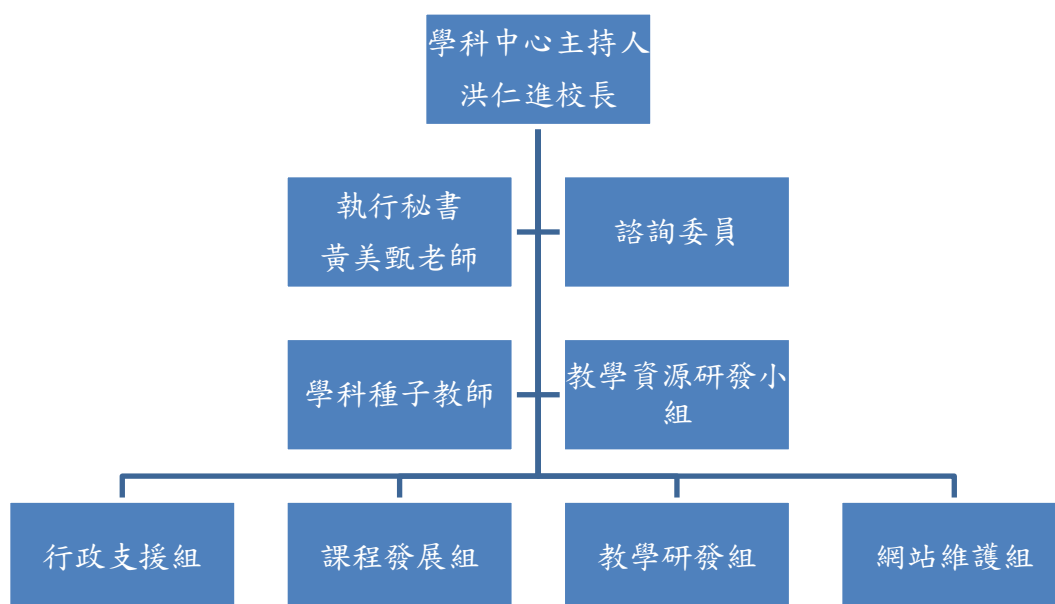 學科中心主持人
洪仁進校長
執行秘書
黃美甄老師
諮詢委員
學科種子教師
教學資源研發小
組
行政支援組
課程發展組
教學研發組
網站維護組